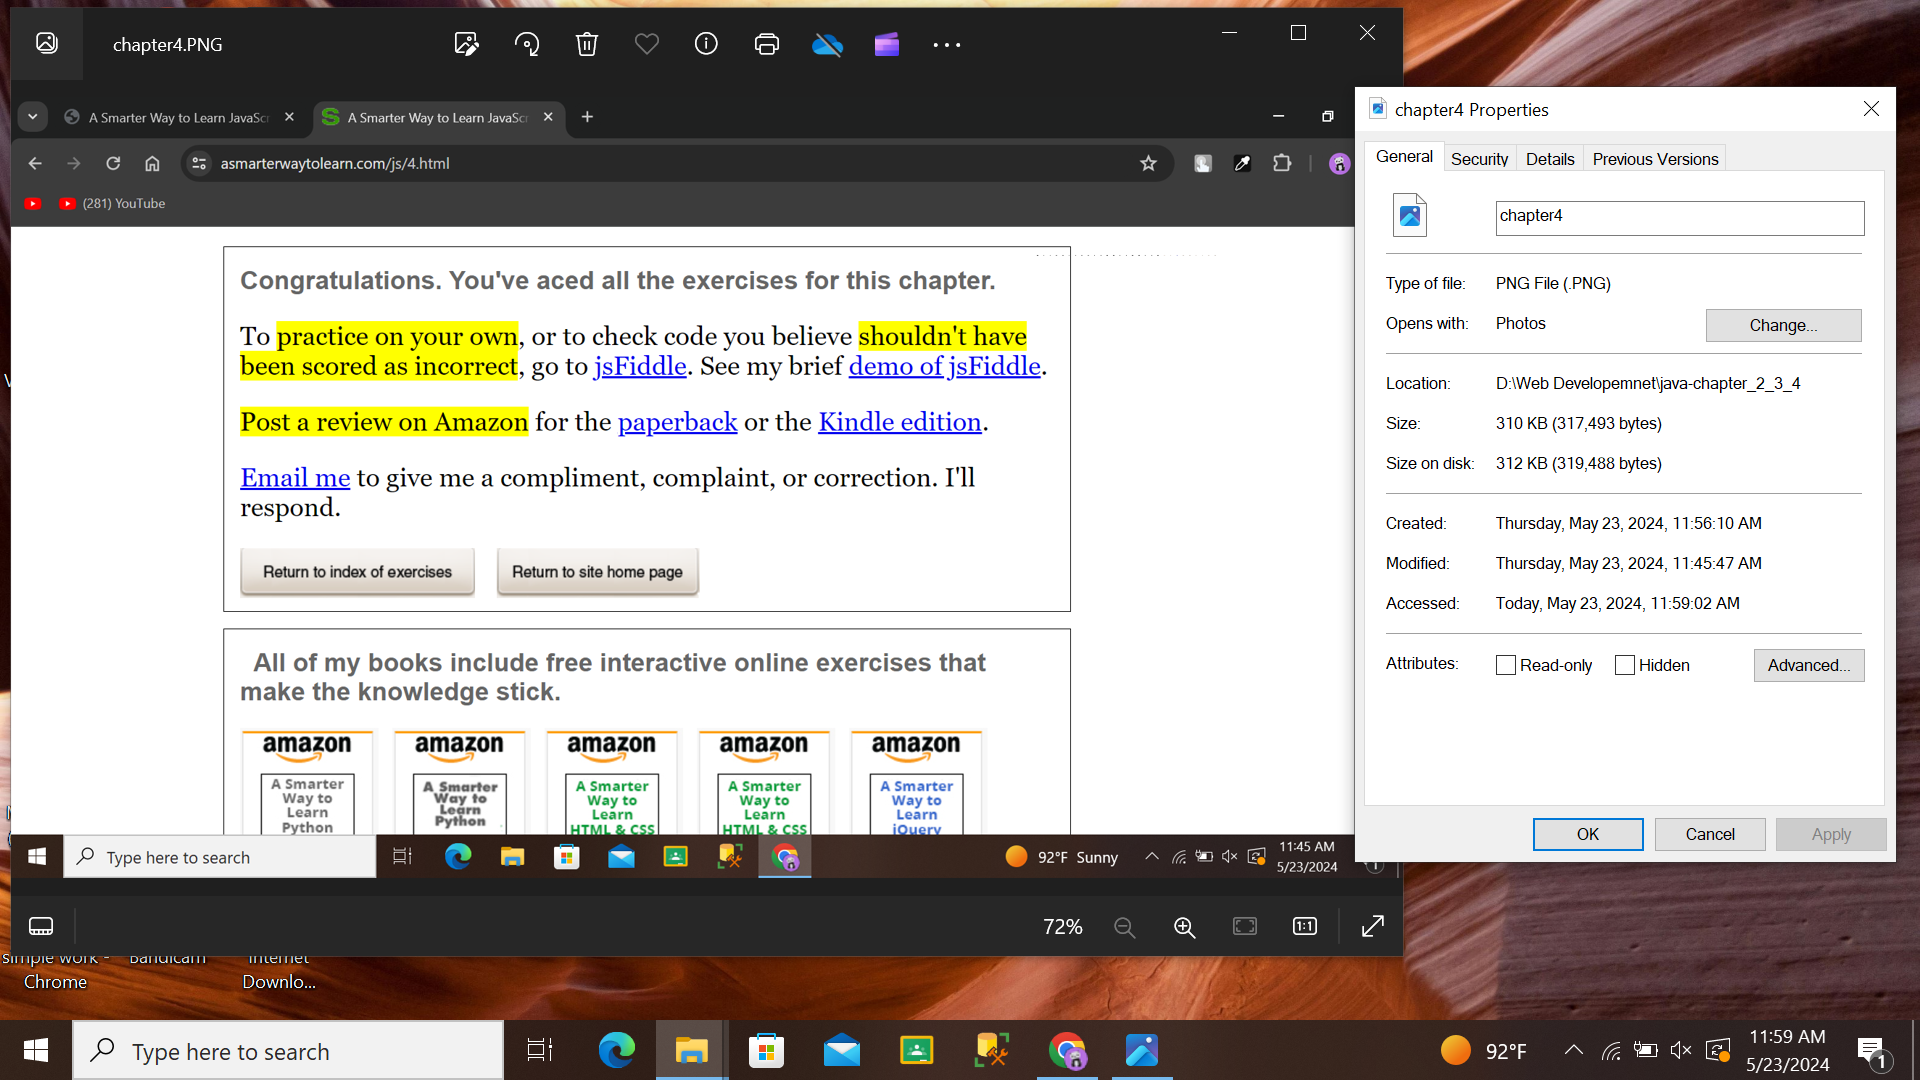 chapter4.PNG
A Smarter Way to Learn JavaScr
A Smarter Way to Learn JavaScr
asmarterwaytolearn.com/js/4.html
(281) YouTube
Congratulations. You've aced all the exercises for this chapter.
To practice on your own, or to check code you believe shouldn't have
been scored as incorrect, go to jsFiddle. See my brief demo of jsFiddle.
Post a review on Amazon for the paperback or the Kindle edition.
Email me to give me a compliment, complaint, or correction. I'll
respond.
Return to index of exercises
Return to site home page
All of my books include free interactive online exercises that
make the knowledge stick.
amazon
A Smarter
Way to
Learn
Python
amazon
A Smarter
Way to
Learn
Python
amazon
A Smarter
Way to
Learn
HTML & CSS
amazon
A Smarter
Way to
Learn
HTML & CSS
amazon
A Smarter
Way to
Learn
jQuery
Type here to search
92°F Sunny
11:45 AM
5/23/2024
1
72%
1:1
chapter4 Properties
General
Security
Details
Previous Versions
chapter4
Type of file: PNG File (.PNG)
Opens with: Photos
Change...
Location: D:\Web Developemnet\java-chapter_2_3_4
Size: 310 KB (317,493 bytes)
Size on disk: 312 KB (319,488 bytes)
Created: Thursday, May 23, 2024, 11:56:10 AM
Modified: Thursday, May 23, 2024, 11:45:47 AM
Accessed: Today, May 23, 2024, 11:59:02 AM
Attributes:
Read-only
Hidden
Advanced...
OK
Cancel
Apply
simple work -
Chrome
Bandicam
Internet
Downlo...
Type here to search
92°F
11:59 AM
5/23/2024
1